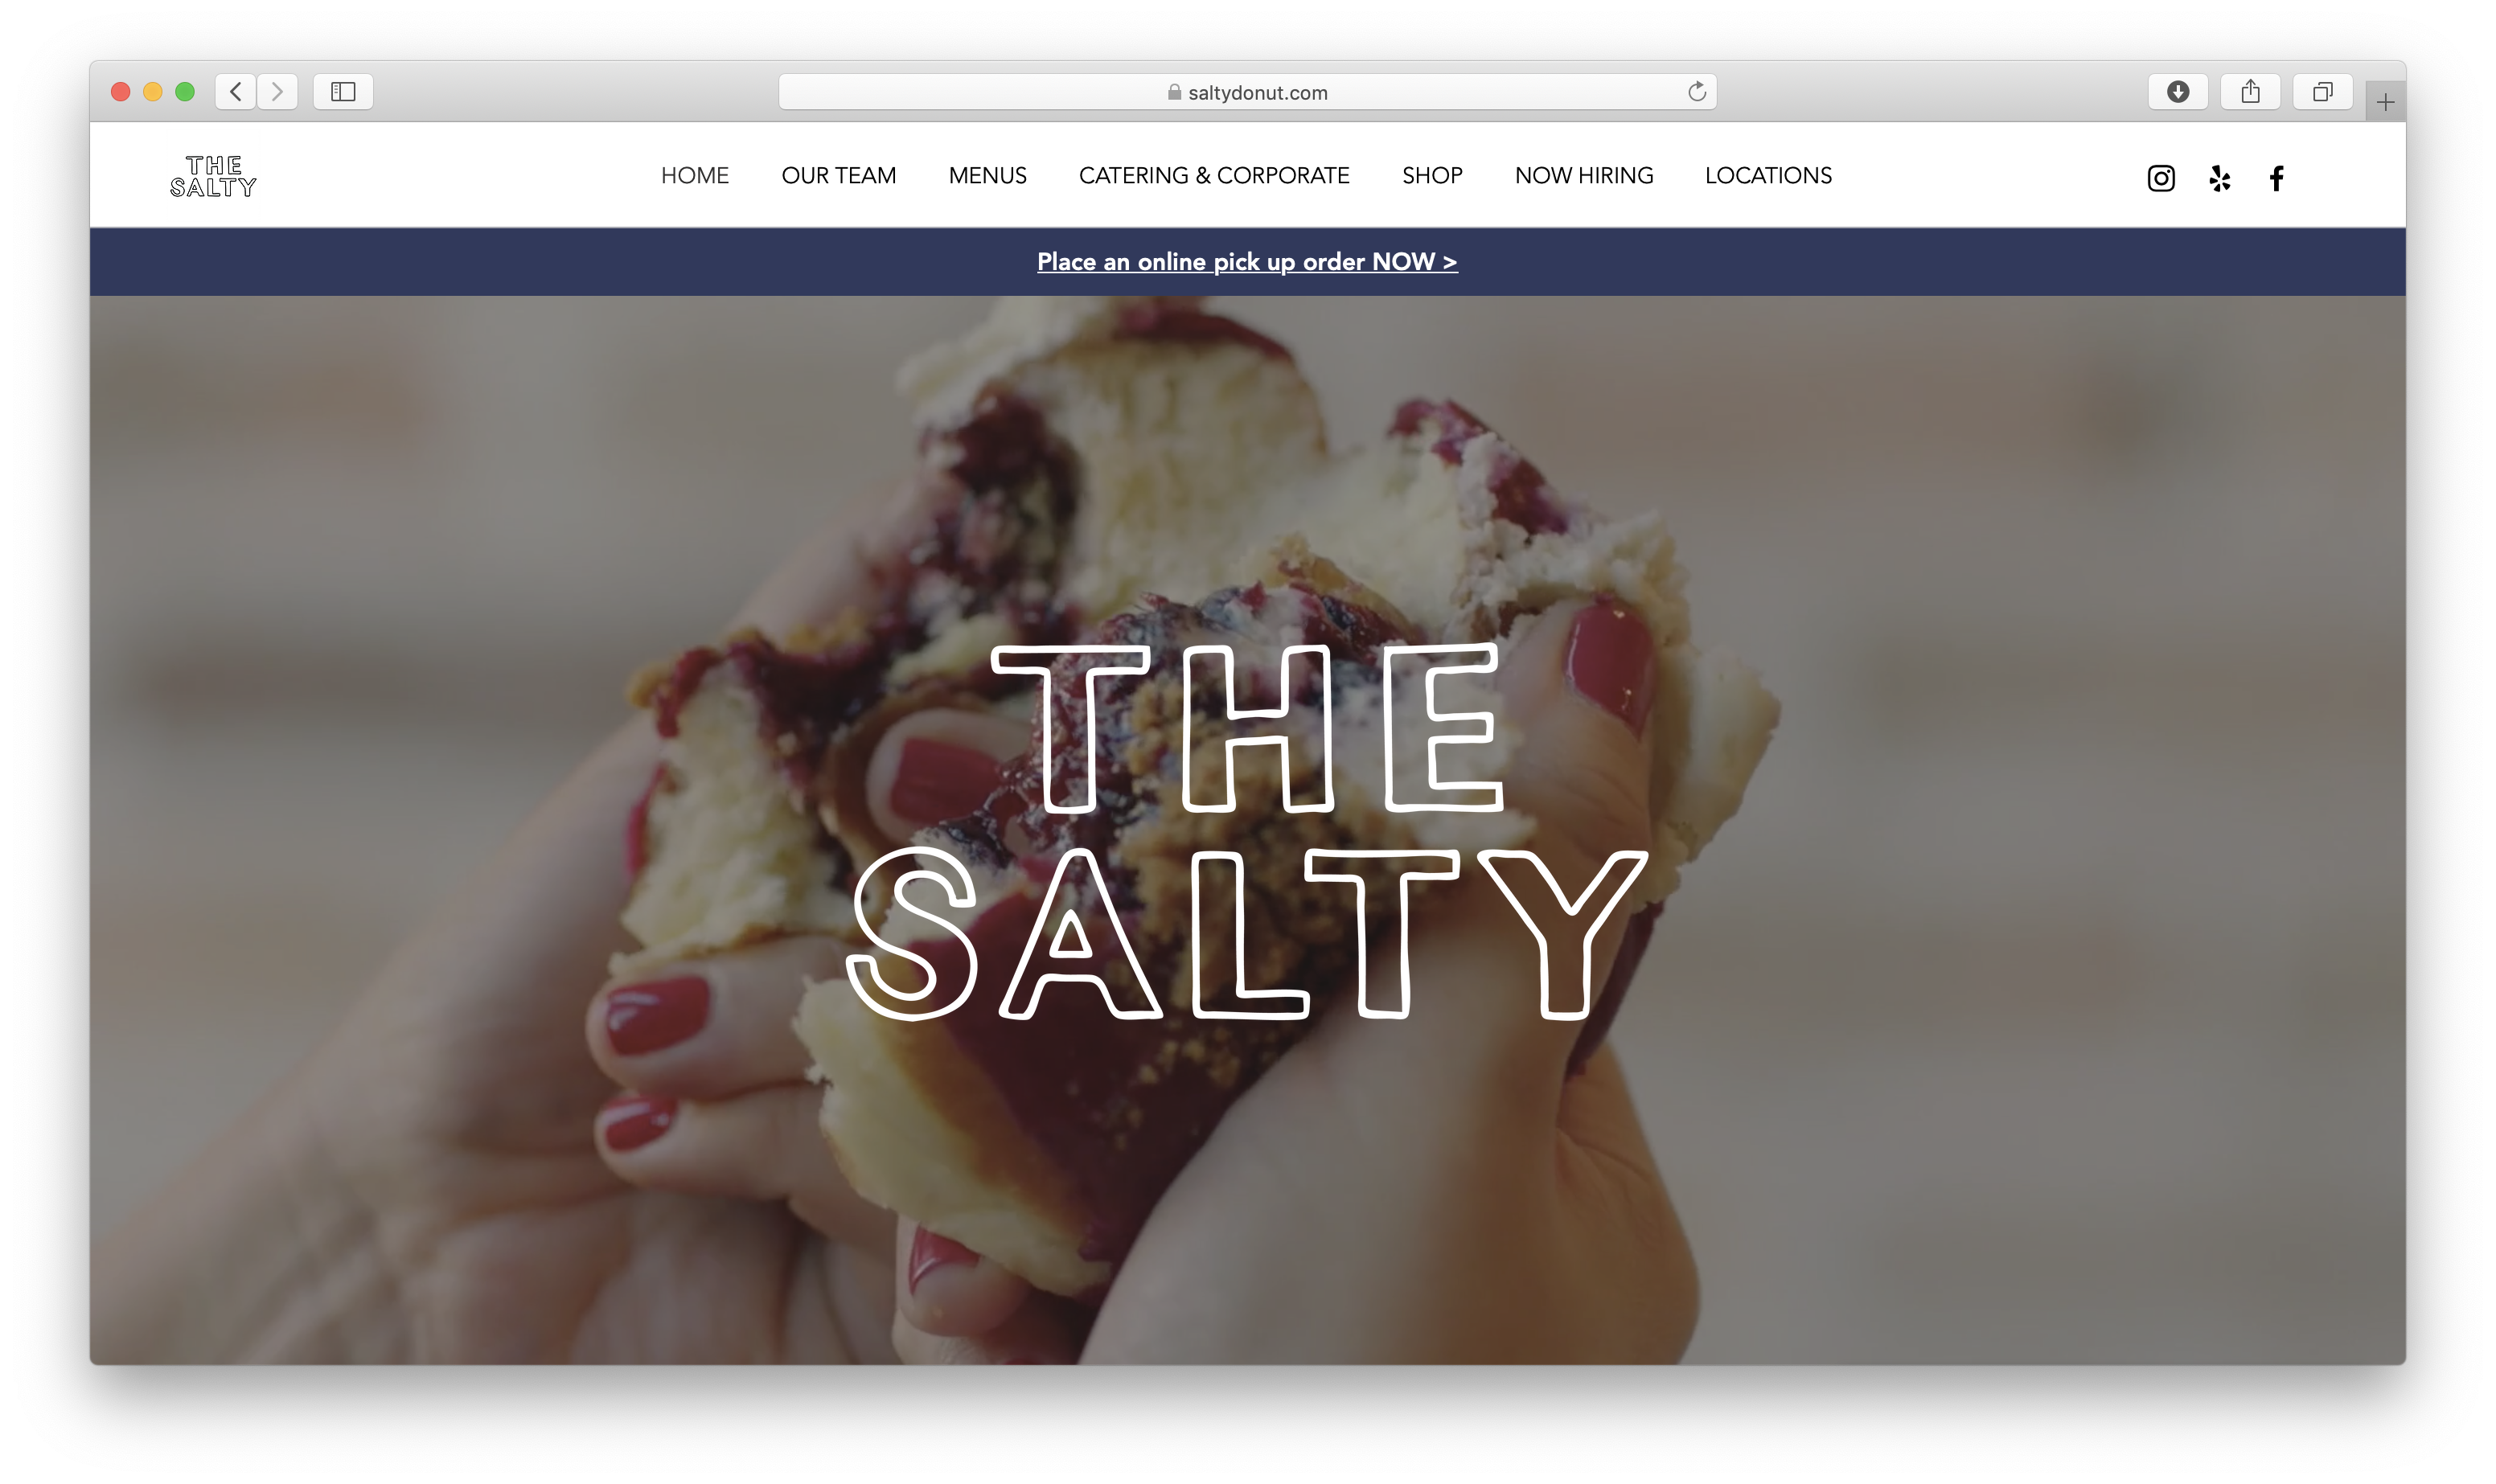 saltydonut.com
THE
SALTY
HOME OUR TEAM MENUS CATERING & CORPORATE SHOP NOW HIRING LOCATIONS
Place an online pick up order NOW >
THE
SALTY